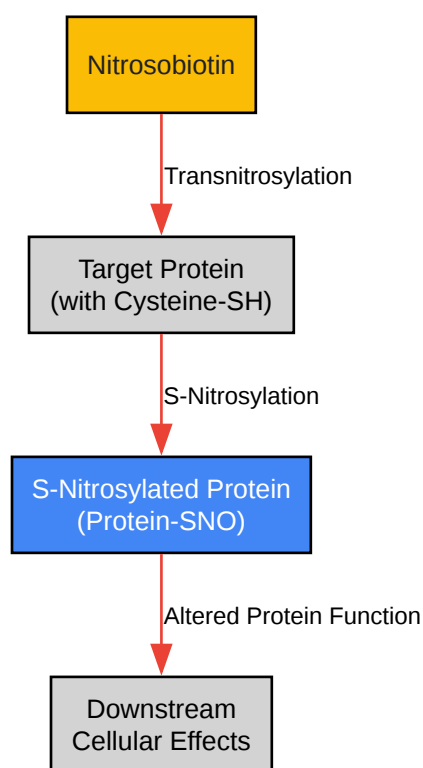 Nitrosobiotin
Transnitrosylation
Target Protein
(with Cysteine-SH)
S-Nitrosylation
S-Nitrosylated Protein
(Protein-SNO)
Altered Protein Function
Downstream
Cellular Effects